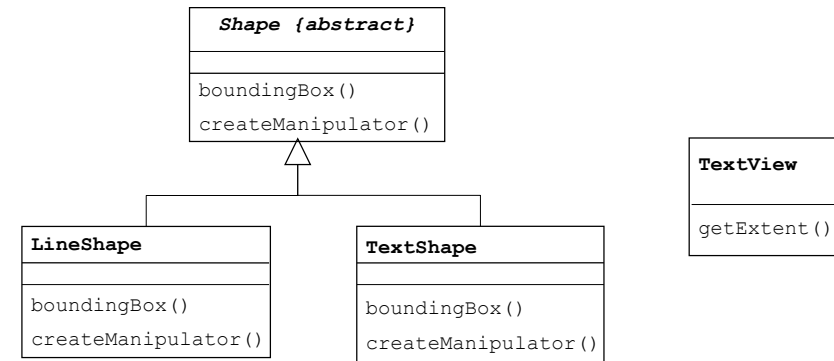 Shape {abstract}
boundingBox()
createManipulator()
TextView
getExtent()
LineShape
boundingBox()
createManipulator()
TextShape
boundingBox()
createManipulator()